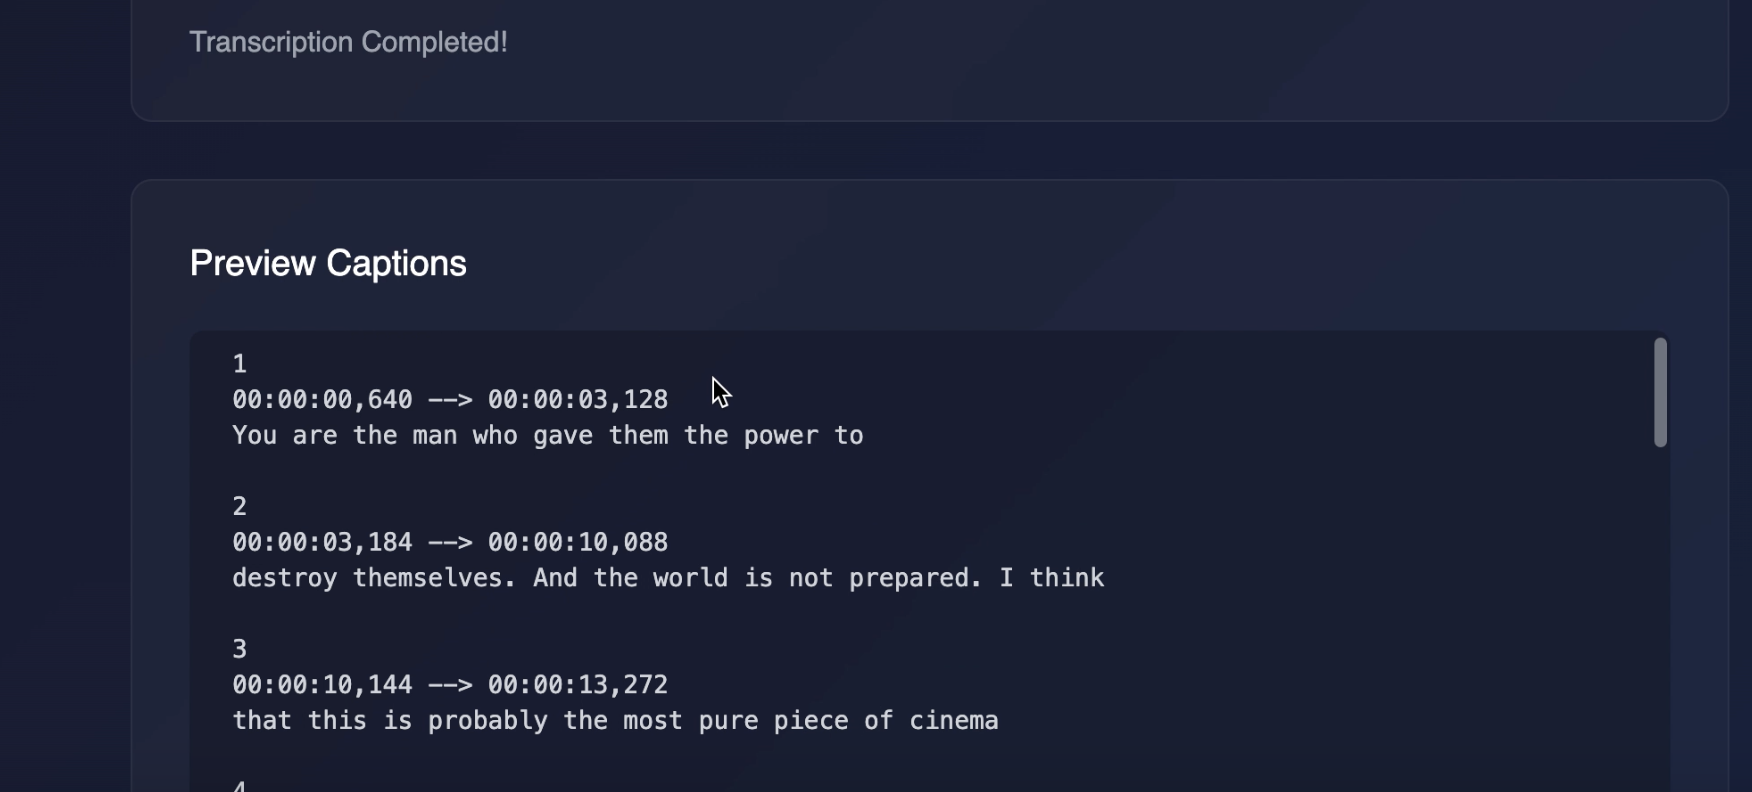 Transcription Completed!
Preview Captions
1
00:00:00,640 --> 00:00:03,128
You are the man who gave them the power to
2
00:00:03,184 --> 00:00:10,088
destroy themselves. And the world is not prepared. I think
3
00:00:10,144 --> 00:00:13,272
that this is probably the most pure piece of cinema
4